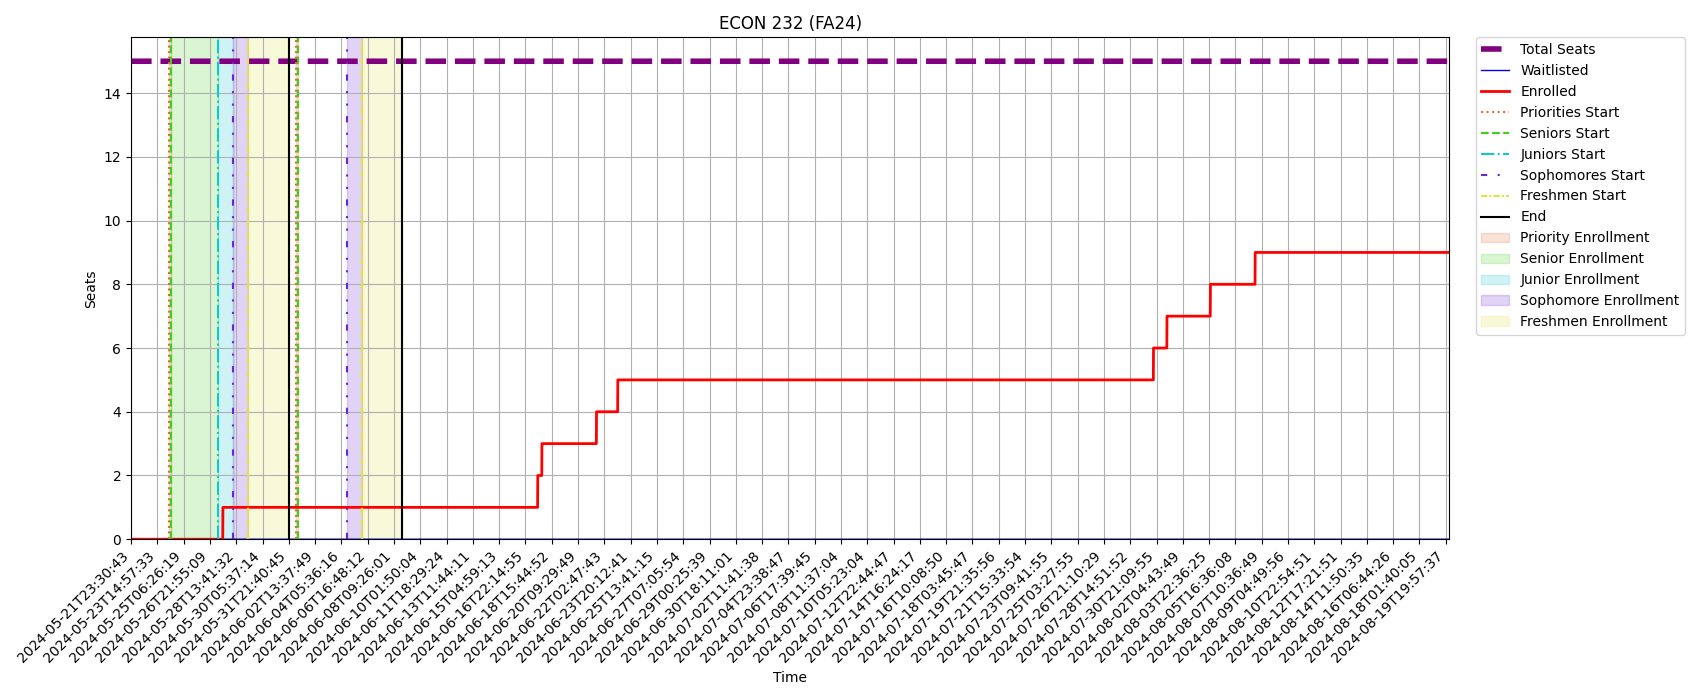 ECON 232 (FA24)
Total Seats
Waitlisted
Enrolled
Priorities Start
Seniors Start
Juniors Start
Sophomores Start
Freshmen Start
End
Priority Enrollment
Senior Enrollment
Junior Enrollment
Sophomore Enrollment
Freshmen Enrollment
Seats
14
12
10
8
6
4
2
0
2024-05-21T23:30:43
2024-05-23T14:57:33
2024-05-25T06:26:19
2024-05-26T21:55:09
2024-05-28T13:41:32
2024-05-30T05:37:14
2024-05-31T21:40:45
2024-06-02T13:37:49
2024-06-04T05:36:16
2024-06-06T16:48:12
2024-06-08T09:26:01
2024-06-10T01:50:04
2024-06-11T18:29:24
2024-06-13T11:44:11
2024-06-15T04:59:13
2024-06-16T22:14:55
2024-06-18T15:44:52
2024-06-20T09:29:49
2024-06-22T02:47:43
2024-06-23T20:12:41
2024-06-25T13:41:15
2024-06-27T07:05:54
2024-06-29T00:25:39
2024-06-30T18:11:01
2024-07-02T11:41:38
2024-07-04T23:38:47
2024-07-06T17:39:45
2024-07-08T11:37:04
2024-07-10T05:23:04
2024-07-12T22:44:47
2024-07-14T16:24:17
2024-07-16T10:08:50
2024-07-18T03:45:47
2024-07-19T21:35:56
2024-07-21T15:33:54
2024-07-23T09:41:55
2024-07-25T03:27:55
2024-07-26T21:10:29
2024-07-28T14:51:52
2024-07-30T21:09:55
2024-08-02T04:43:49
2024-08-03T22:36:25
2024-08-05T16:36:08
2024-08-07T10:36:49
2024-08-09T04:49:56
2024-08-10T22:54:51
2024-08-12T17:21:51
2024-08-14T11:50:35
2024-08-16T06:44:26
2024-08-18T01:40:05
2024-08-19T19:57:37
Time